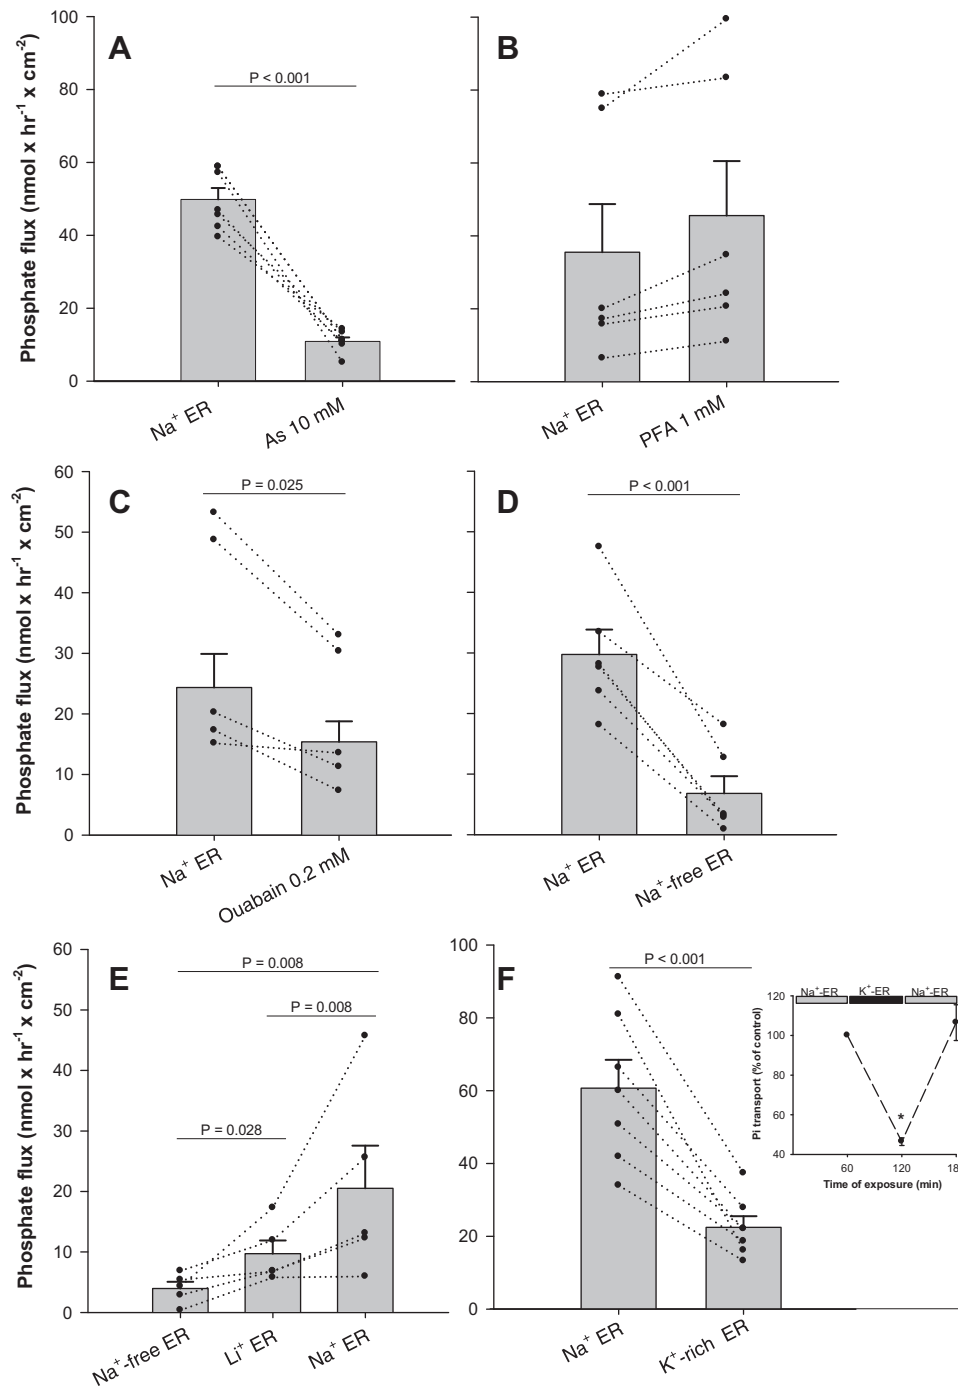 A
B
P < 0.001
Phosphate flux (nmol x hr⁻¹ x cm⁻²)
100
80
60
40
20
0
Na⁺ ER
As 10 mM
Na⁺ ER
PFA 1 mM
C
D
P = 0.025
P < 0.001
Phosphate flux (nmol x hr⁻¹ x cm⁻²)
60
50
40
30
20
10
0
Na⁺ ER
Ouabain 0.2 mM
Na⁺ ER
Na⁺-free ER
E
P = 0.008
P = 0.008
P = 0.028
Phosphate flux (nmol x hr⁻¹ x cm⁻²)
60
50
40
30
20
10
0
Na⁺-free ER
Li⁺ ER
Na⁺ ER
F
P < 0.001
100
80
60
40
20
0
Na⁺ ER
K⁺-rich ER
Na⁺-ER K⁺-ER Na⁺-ER
Pi transport (% of control)
120
100
80
60
40
*
60 120 18
Time of exposure (min)